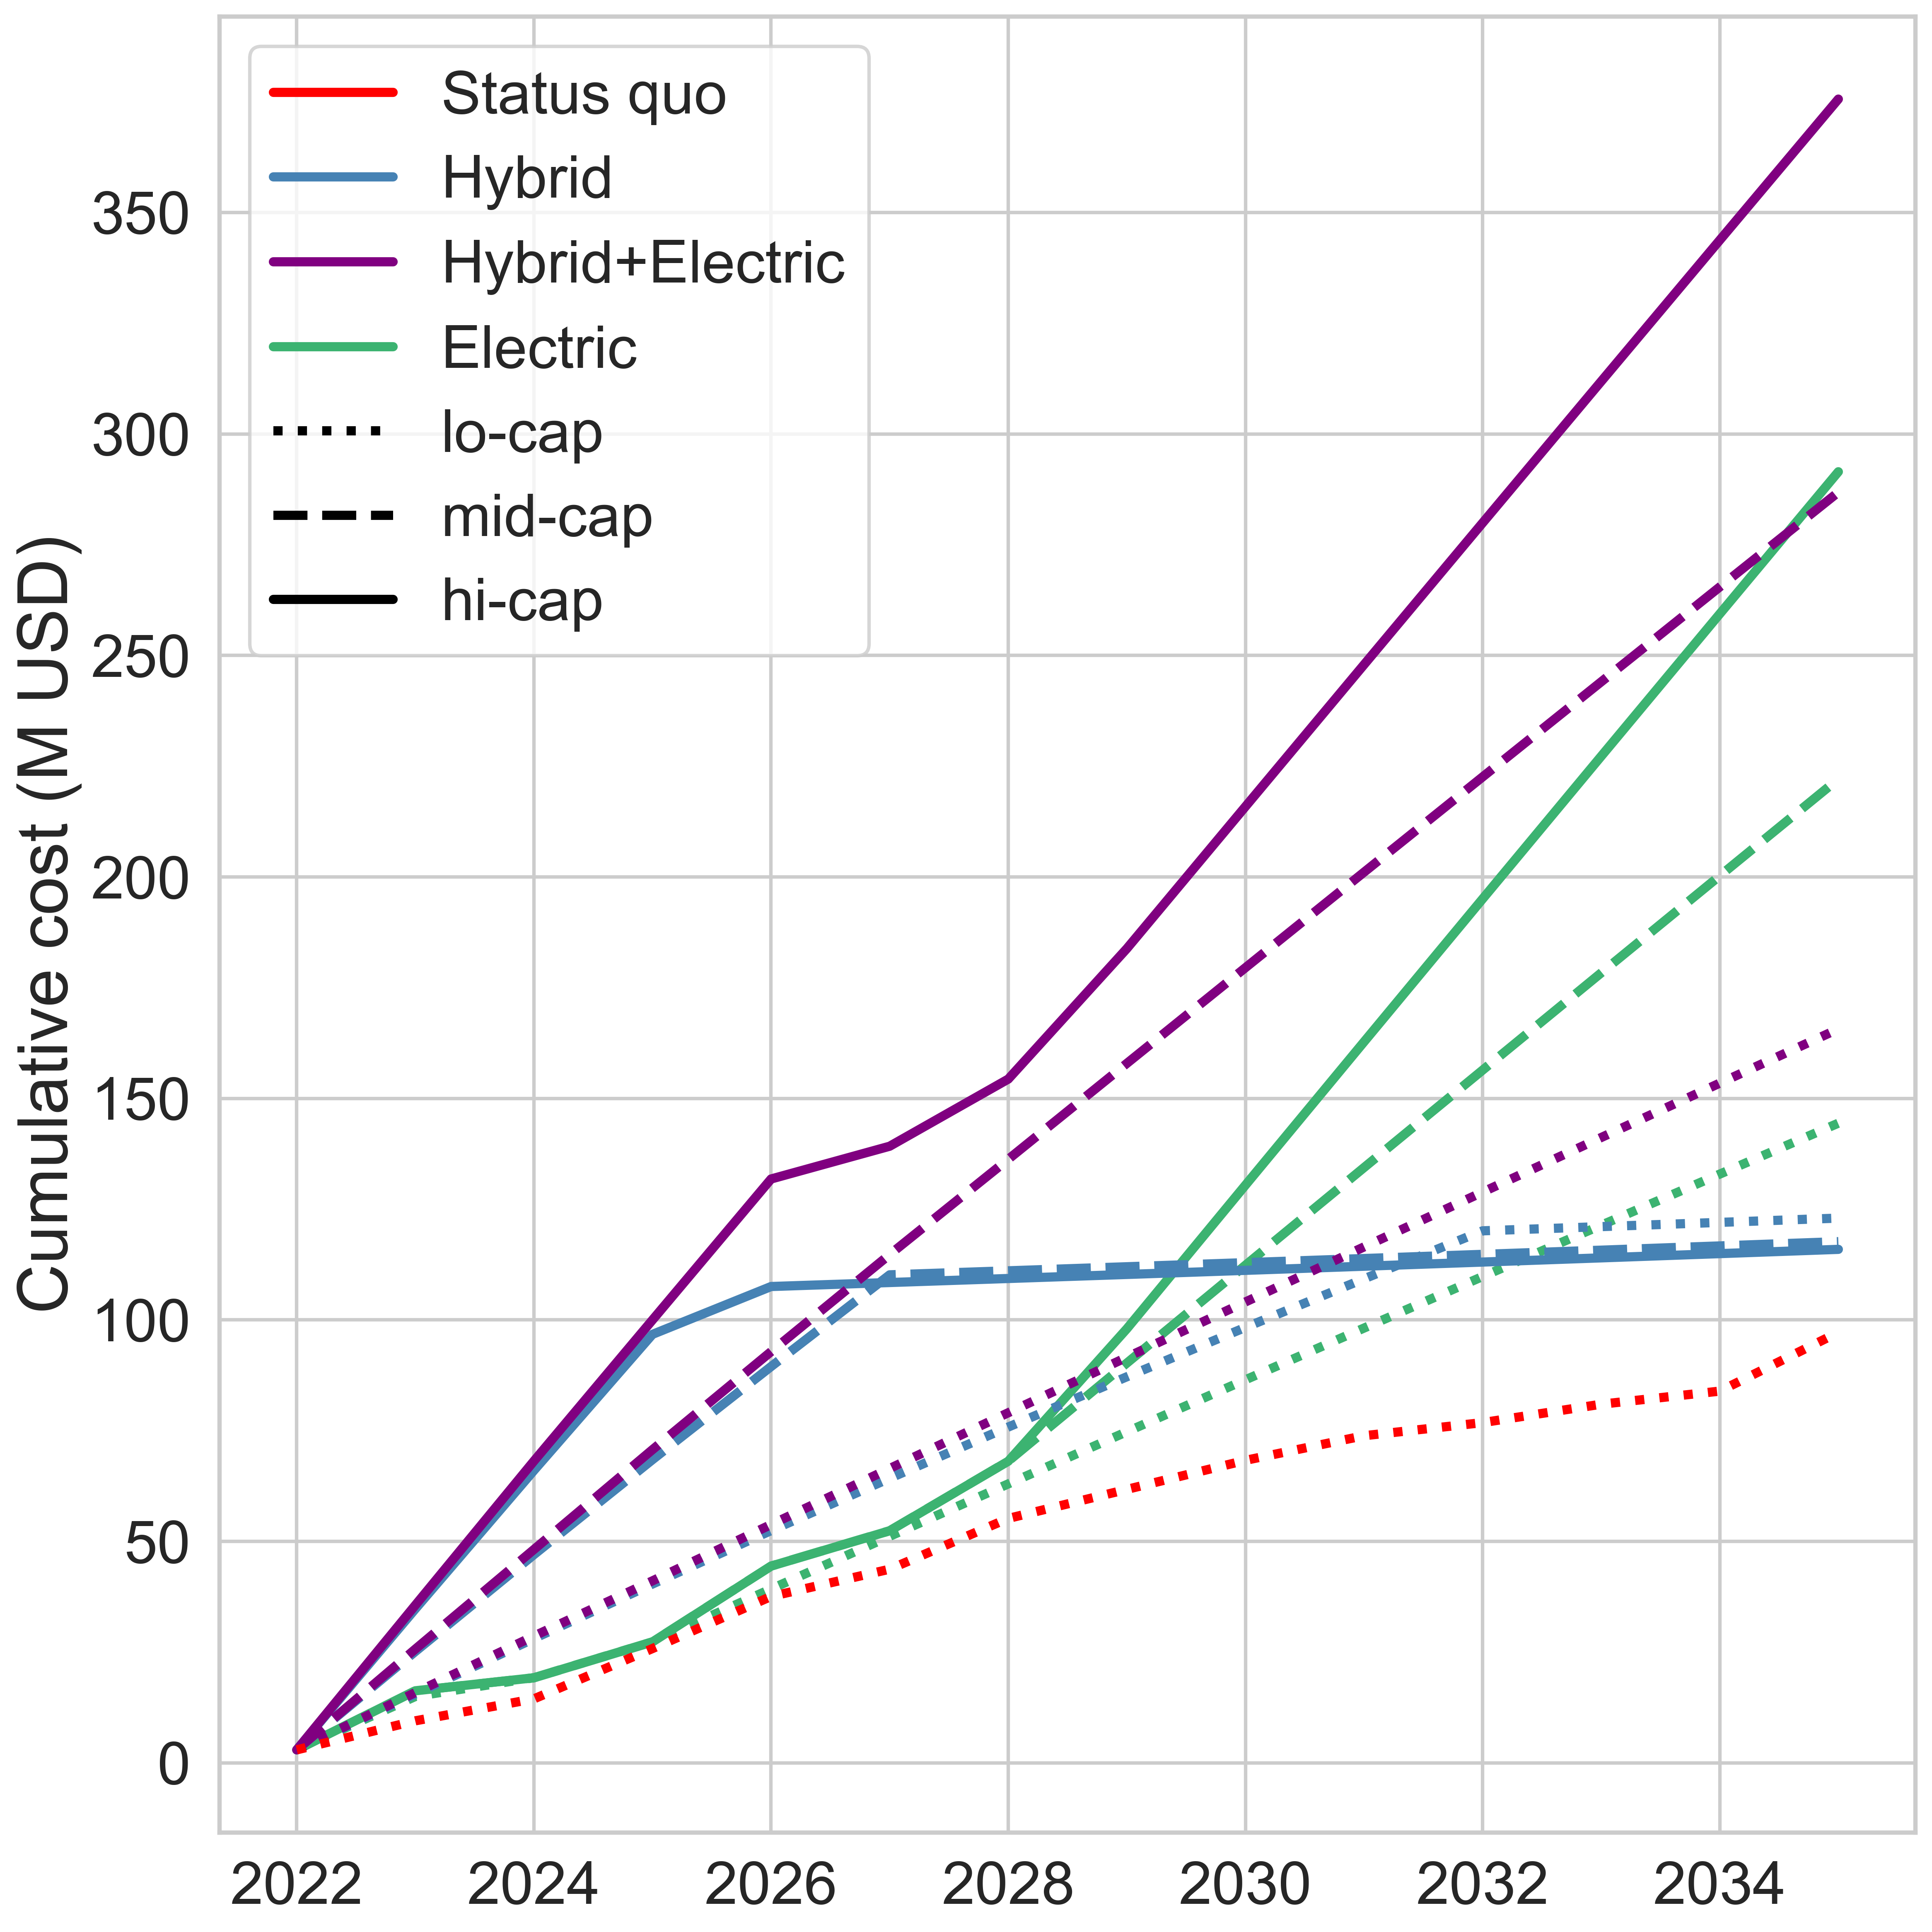 Status quo
Hybrid
Hybrid+Electric
Electric
lo-cap
mid-cap
hi-cap
Cumulative cost (M USD)
350
300
250
200
150
100
50
0
2022 2024 2026 2028 2030 2032 2034